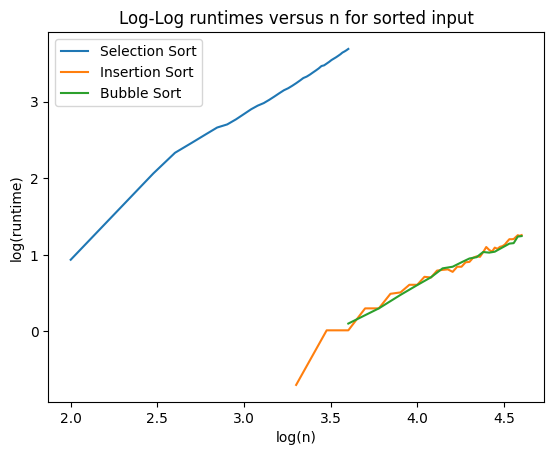 Log-Log runtimes versus n for sorted input
Selection Sort
Insertion Sort
Bubble Sort
log(runtime)
3
2
1
0
2.0 2.5 3.0 3.5 4.0 4.5
log(n)